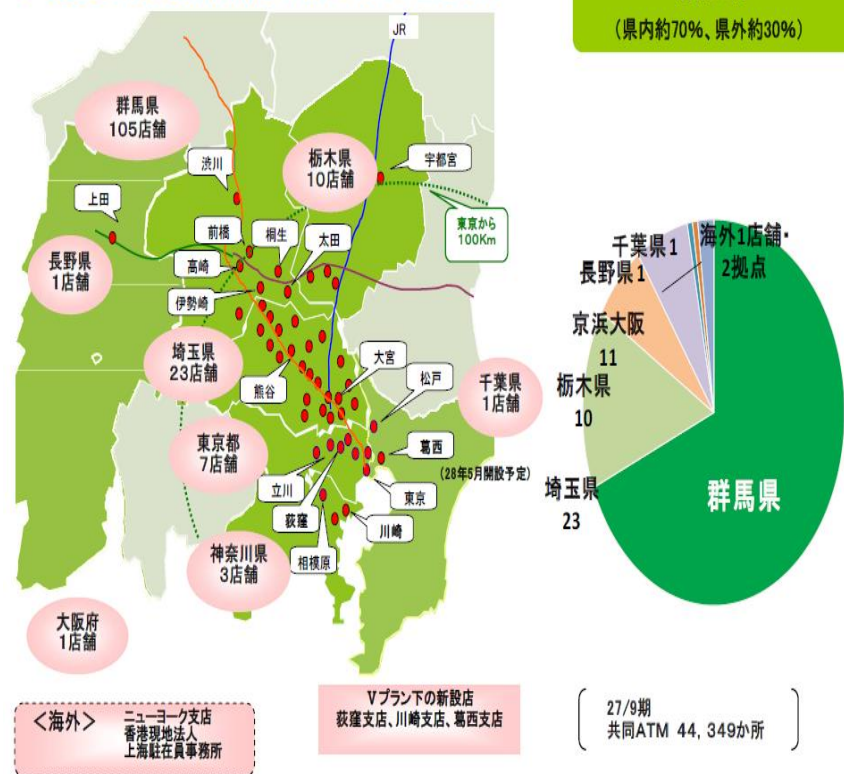 (県内約70%、県外約30%)
JR
群馬県
105店舗
渋川
栃木県
10店舗
宇都宮
上田
東京から
100Km
前橋
桐生
太田
長野県
1店舗
高崎
伊勢崎
埼玉県
23店舗
熊谷
大宮
松戸
千葉県
1店舗
東京都
7店舗
葛西
(28年5月開設予定)
立川
荻窪
東京
川崎
相模原
神奈川県
3店舗
大阪府
1店舗
千葉県1
海外1店舗・
2拠点
長野県1
京浜大阪
11
栃木県
10
埼玉県
23
群馬県
<海外>
ニューヨーク支店
香港現地法人
上海駐在員事務所
Vプラン下の新設店
荻窪支店、川崎支店、葛西支店
27/9期
共同ATM 44, 349か所